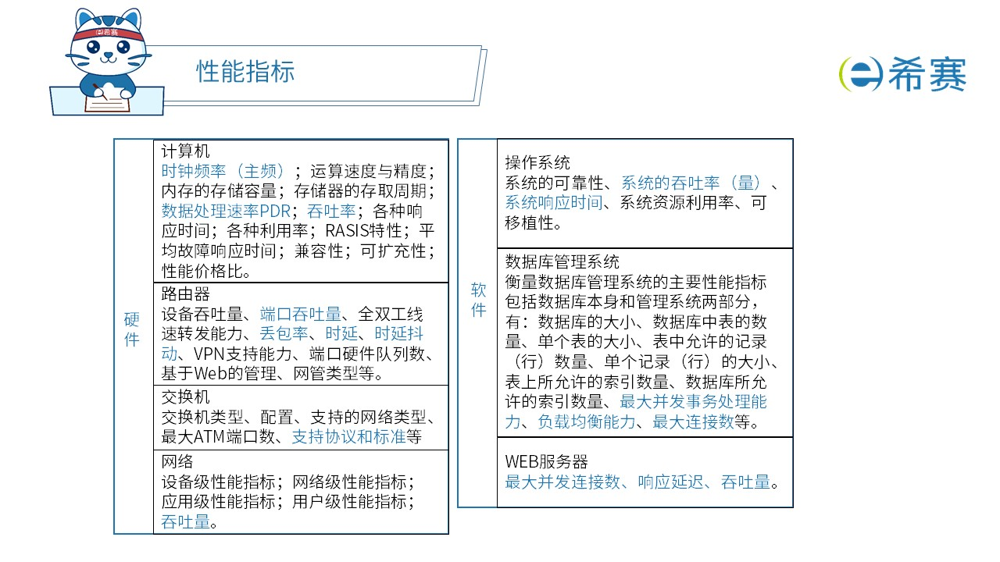 希赛
性能指标
希赛
硬
件
计算机
时钟频率（主频）；运算速度与精度；
内存的存储容量；存储器的存取周期；
数据处理速率PDR；吞吐率；各种响
应时间；各种利用率；RASIS特性；平
均故障响应时间；兼容性；可扩充性；
性能价格比。
路由器
设备吞吐量、端口吞吐量、全双工线
速转发能力、丢包率、时延、时延抖
动、VPN支持能力、端口硬件队列数、
基于Web的管理、网管类型等。
交换机
交换机类型、配置、支持的网络类型、
最大ATM端口数、支持协议和标准等
网络
设备级性能指标；网络级性能指标；
应用级性能指标；用户级性能指标；
吞吐量。
软
件
操作系统
系统的可靠性、系统的吞吐率（量）、
系统响应时间、系统资源利用率、可
移植性。
数据库管理系统
衡量数据库管理系统的主要性能指标
包括数据库本身和管理系统两部分，
有：数据库的大小、数据库中表的数
量、单个表的大小、表中允许的记录
（行）数量、单个记录（行）的大小、
表上所允许的索引数量、数据库所允
许的索引数量、最大并发事务处理能
力、负载均衡能力、最大连接数等。
WEB服务器
最大并发连接数、响应延迟、吞吐量。